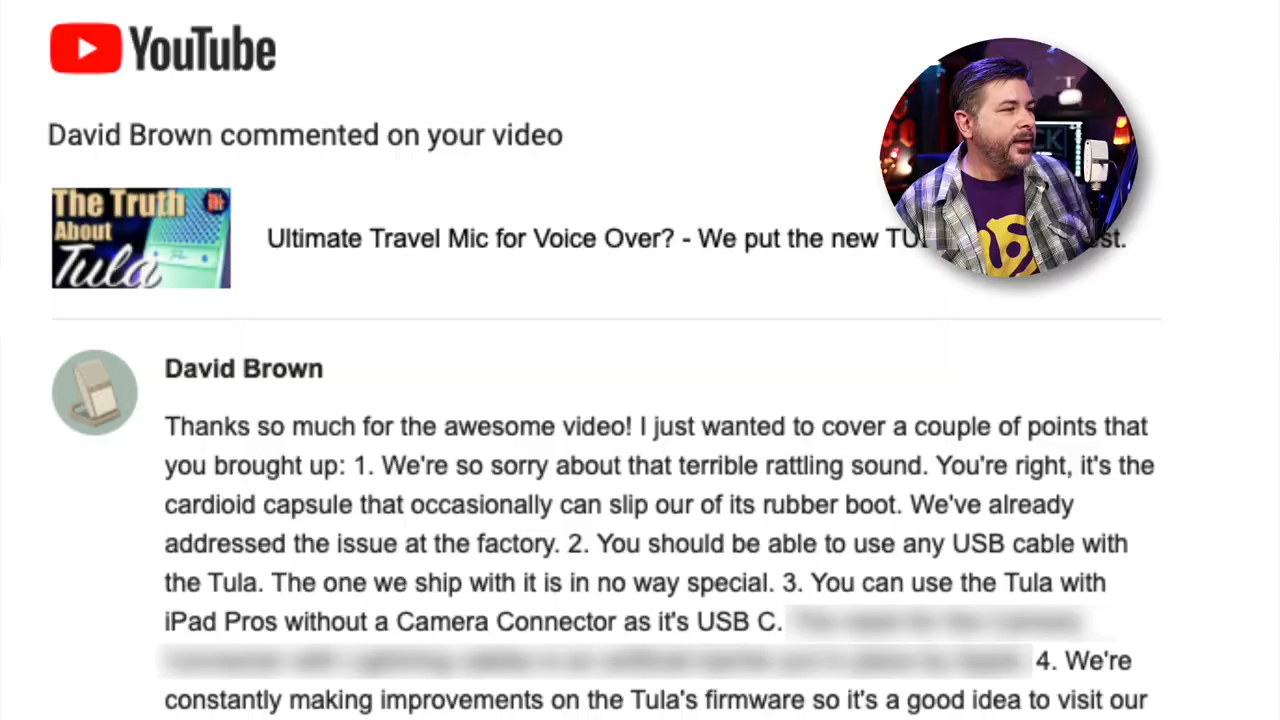 YouTube
David Brown commented on your video
The Truth
About
Tula
Ultimate Travel Mic for Voice Over? - We put the new st.
David Brown
Thanks so much for the awesome video! I just wanted to cover a couple of points that
you brought up: 1. We're so sorry about that terrible rattling sound. You're right, it's the
cardioid capsule that occasionally can slip our of its rubber boot. We've already
addressed the issue at the factory. 2. You should be able to use any USB cable with
the Tula. The one we ship with it is in no way special. 3. You can use the Tula with
iPad Pros without a Camera Connector as it's USB C.
4. We're
constantly making improvements on the Tula's firmware so it's a good idea to visit our